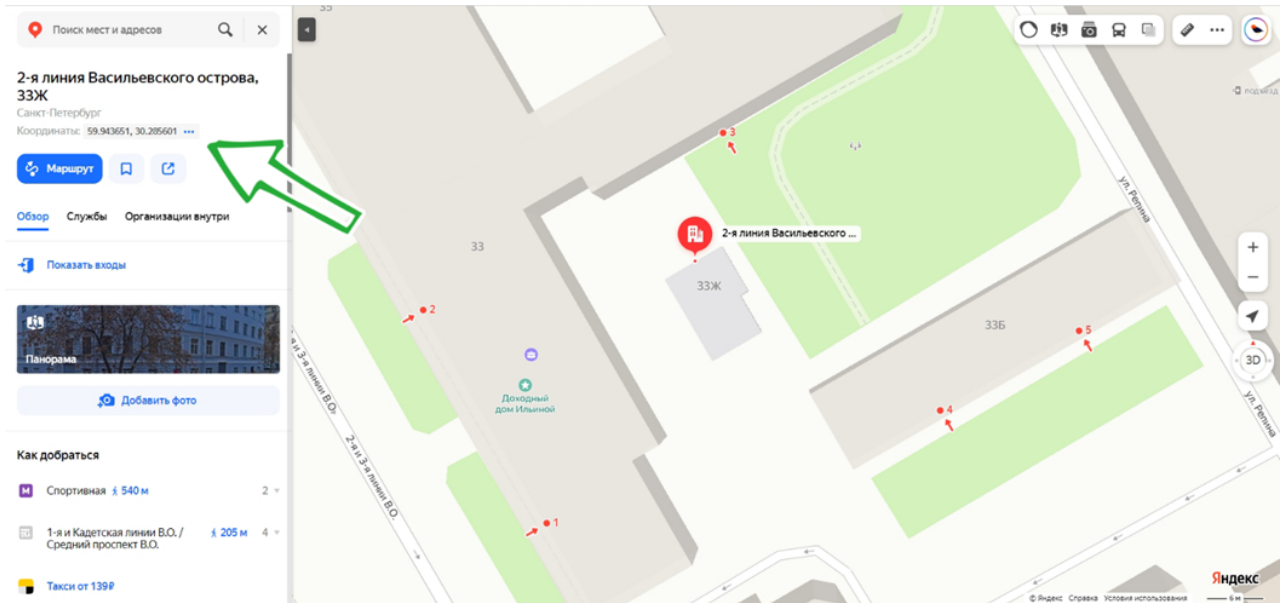 Поиск мест и адресов
2-я линия Васильевского острова,
33Ж
Санкт-Петербург
Координаты: 59.943651, 30.285601
Маршрут
Обзор Службы Организации внутри
Показать входы
Панорама
Добавить фото
Как добраться
М Спортивная 540 м 2
1-я и Кадетская линии В.О. / 205 м 4
Средний проспект В.О.
Такси от 139₽
35
3
подъезд
ул. Репина
2-я линия Васильевского ...
33
33Ж
2
33Б
5
Доходный
дом Ильиной
4
2-я и 3-я линии В.О.
2-я и 3-я линии В.О.
1
ул. Репина
+
−
3D
Яндекс
© Яндекс Справка Условия использования 6 м